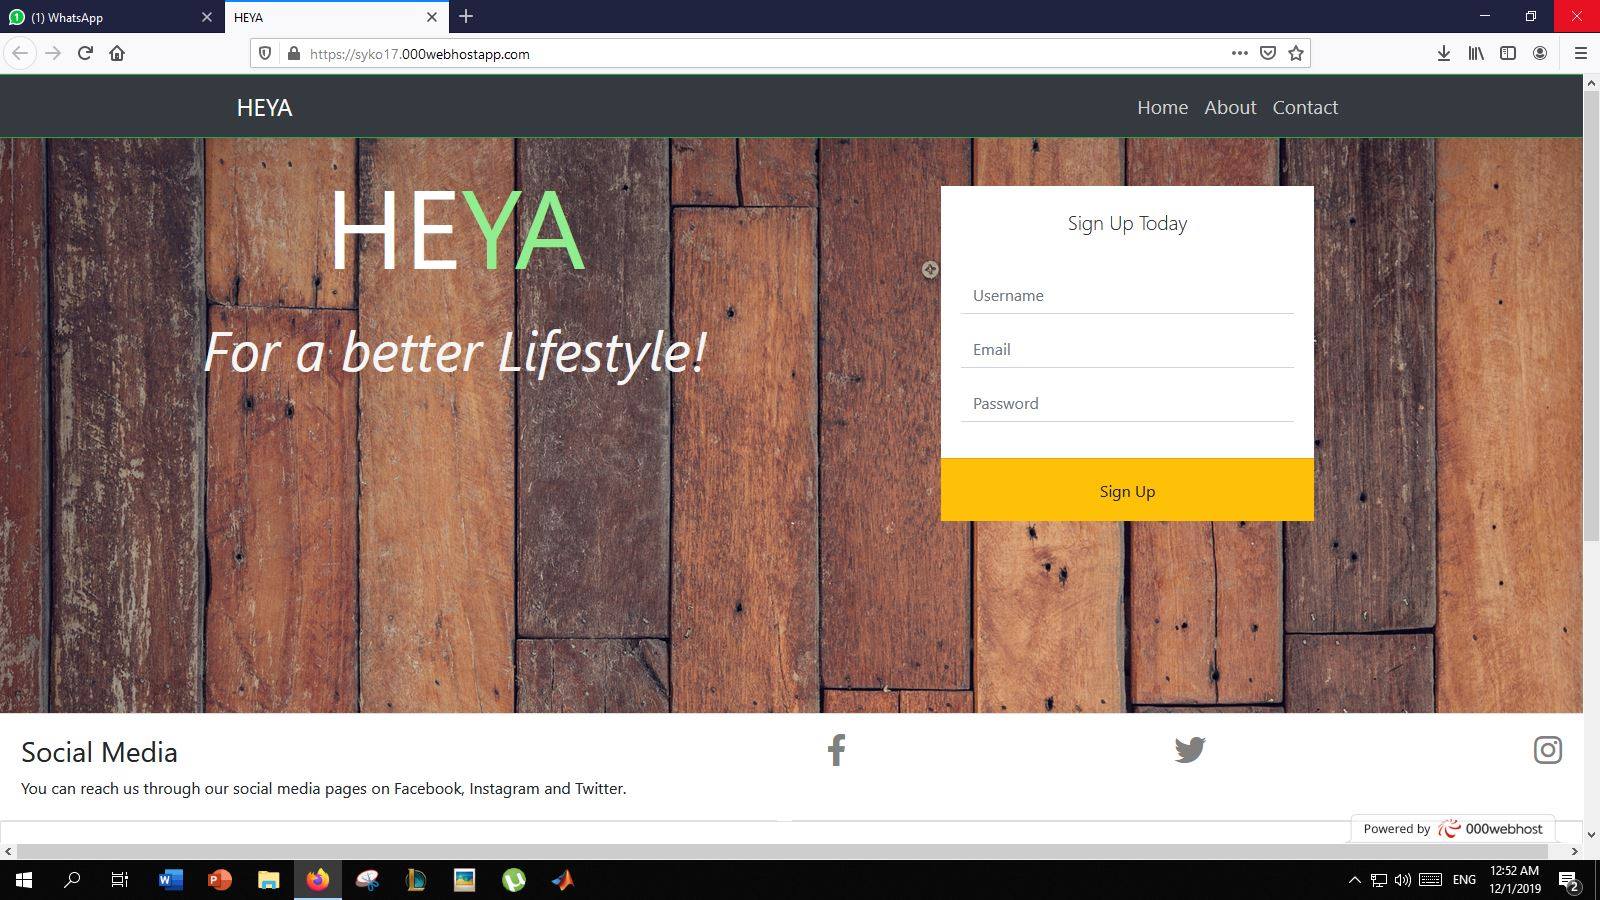 (1) WhatsApp
HEYA
https://syko17.000webhostapp.com
HEYA
Home About Contact
HEYA
For a better Lifestyle!
Sign Up Today
Username
Email
Password
Sign Up
Social Media
You can reach us through our social media pages on Facebook, Instagram and Twitter.
Powered by 000webhost
ENG
12:52 AM
12/1/2019
2